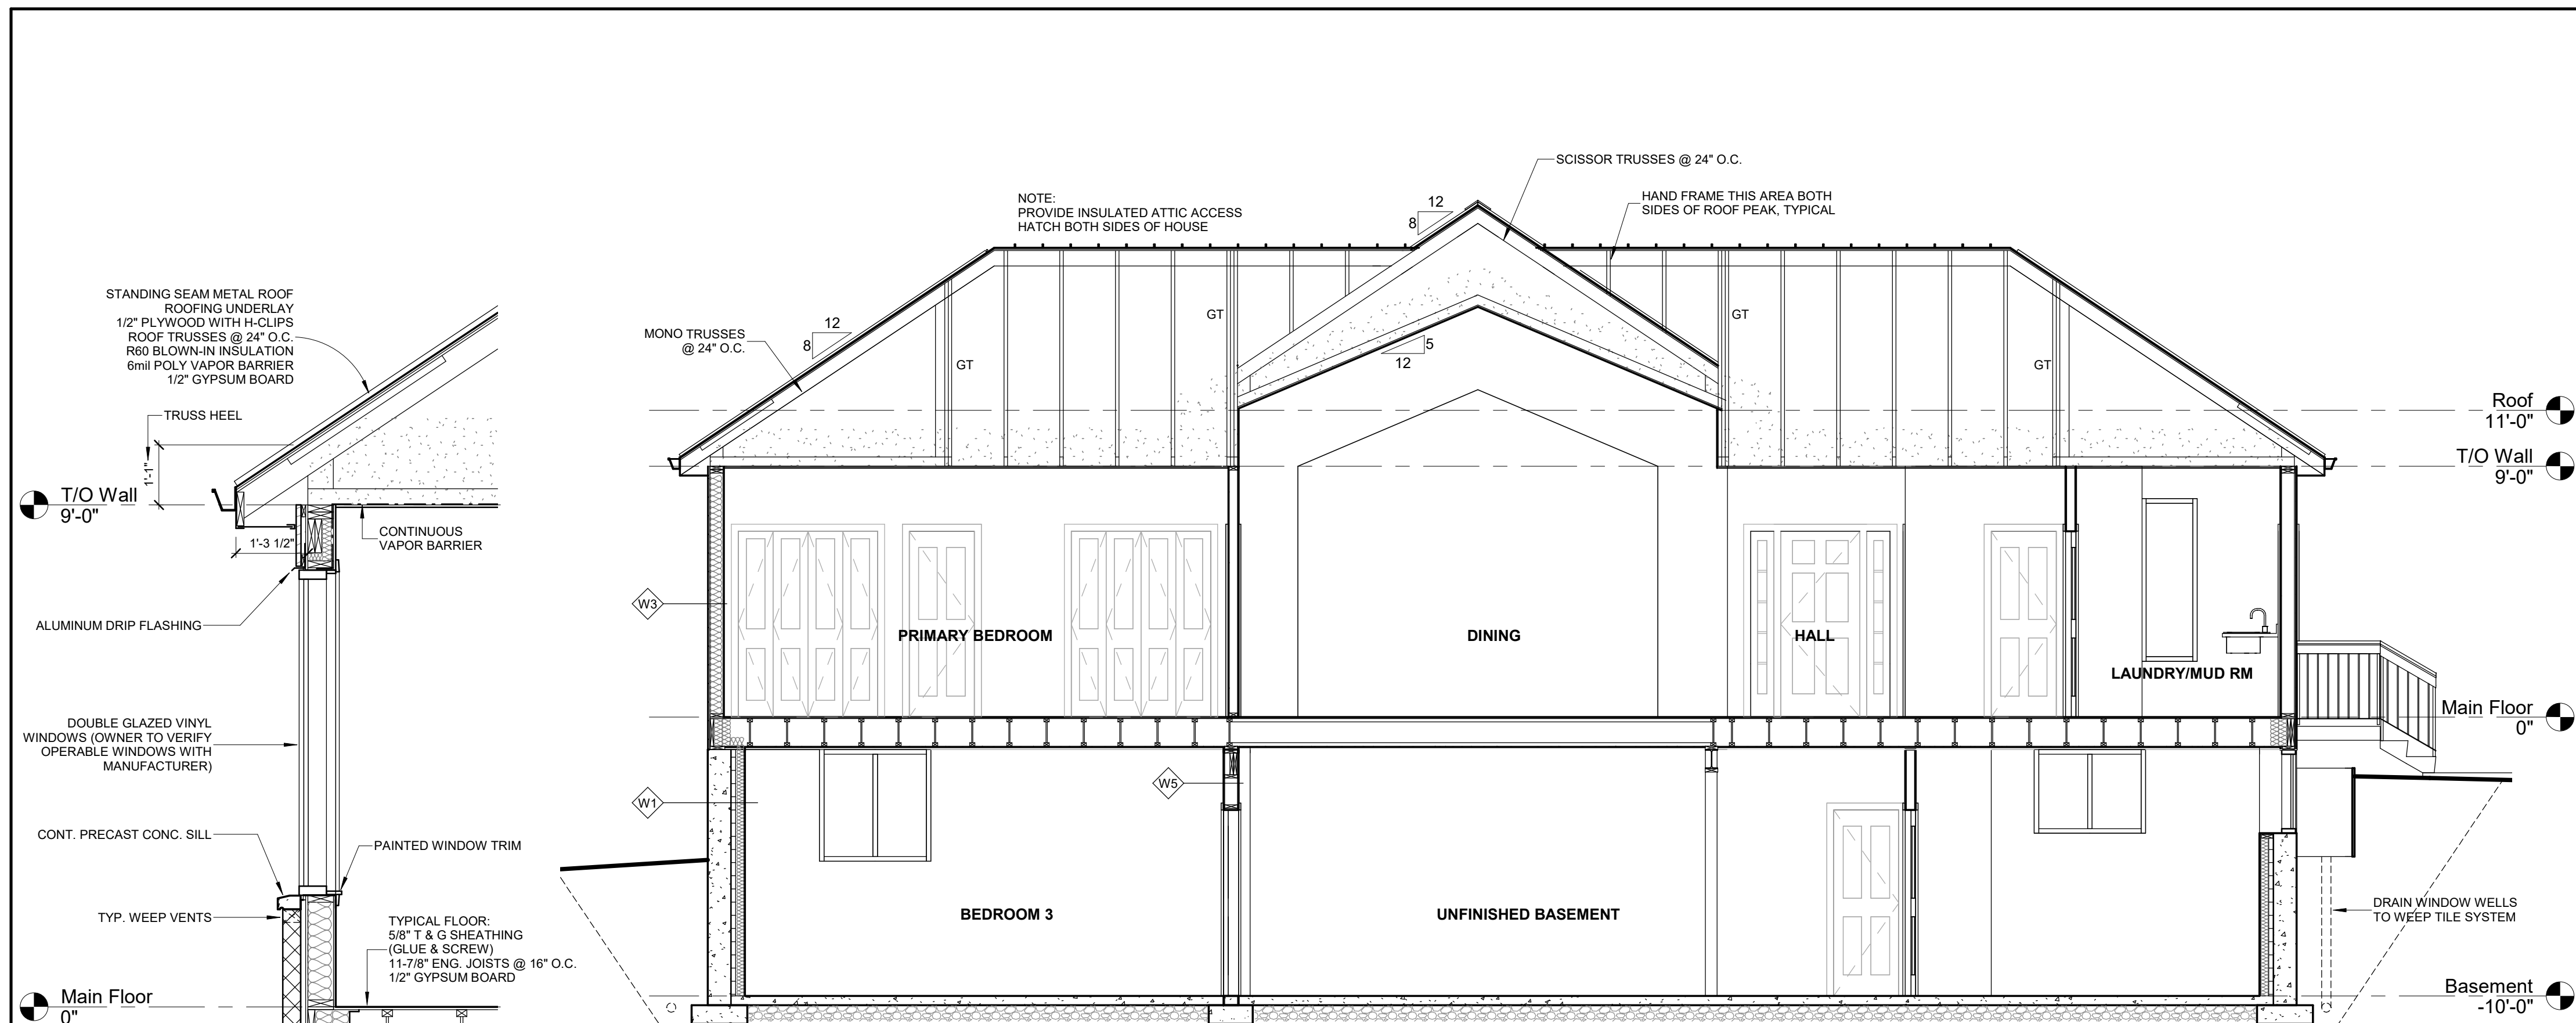 SCISSOR TRUSSES @ 24" O.C.
NOTE:
PROVIDE INSULATED ATTIC ACCESS
HATCH BOTH SIDES OF HOUSE
HAND FRAME THIS AREA BOTH
SIDES OF ROOF PEAK, TYPICAL
12
8
STANDING SEAM METAL ROOF
ROOFING UNDERLAY
1/2" PLYWOOD WITH H-CLIPS
ROOF TRUSSES @ 24" O.C.
R60 BLOWN-IN INSULATION
6mil POLY VAPOR BARRIER
1/2" GYPSUM BOARD
TRUSS HEEL
1'-1"
T/O Wall
9'-0"
1'-3 1/2"
CONTINUOUS
VAPOR BARRIER
ALUMINUM DRIP FLASHING
DOUBLE GLAZED VINYL
WINDOWS (OWNER TO VERIFY
OPERABLE WINDOWS WITH
MANUFACTURER)
CONT. PRECAST CONC. SILL
PAINTED WINDOW TRIM
TYP. WEEP VENTS
TYPICAL FLOOR:
5/8" T & G SHEATHING
(GLUE & SCREW)
11-7/8" ENG. JOISTS @ 16" O.C.
1/2" GYPSUM BOARD
Main Floor
0"
MONO TRUSSES
@ 24" O.C.
12
8
GT
GT
GT
GT
5
12
Roof
11'-0"
T/O Wall
9'-0"
W3
PRIMARY BEDROOM
DINING
HALL
LAUNDRY/MUD RM
Main Floor
0"
W1
W5
BEDROOM 3
UNFINISHED BASEMENT
DRAIN WINDOW WELLS
TO WEEP TILE SYSTEM
Basement
-10'-0"